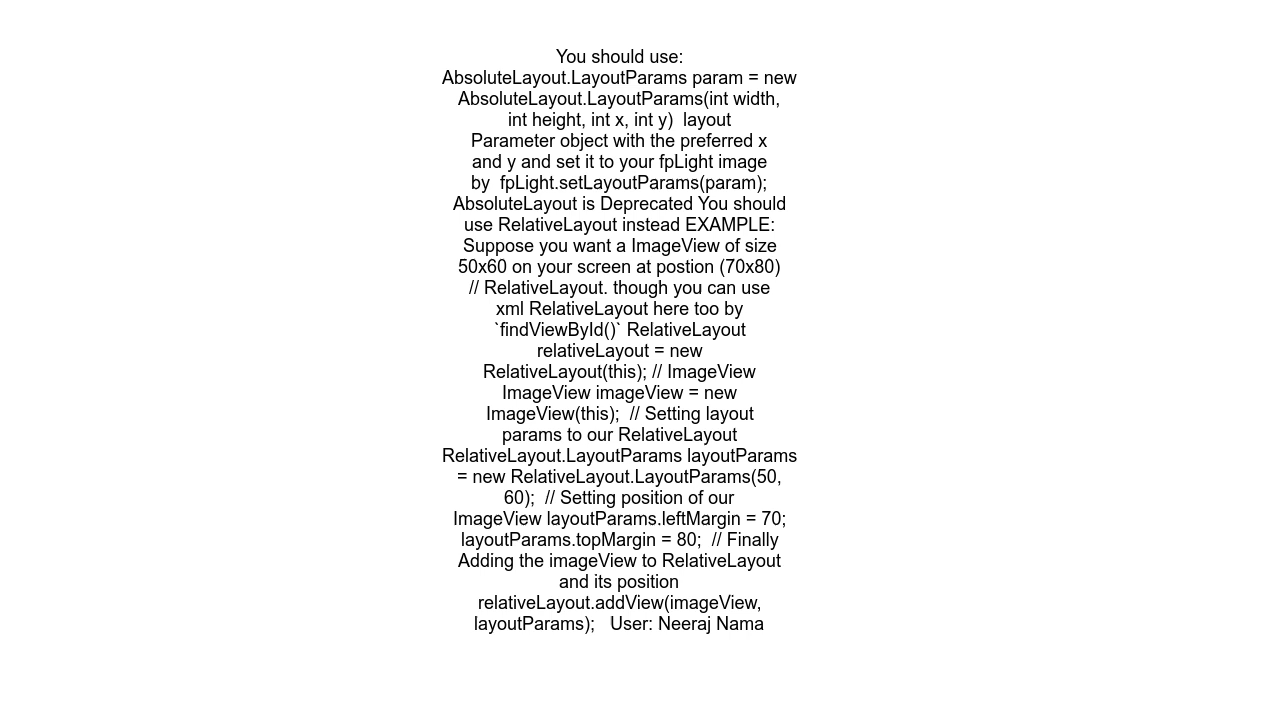 You should use:
AbsoluteLayout.LayoutParams param = new
AbsoluteLayout.LayoutParams(int width,
int height, int x, int y)  layout
Parameter object with the preferred x
and y and set it to your fpLight image
by  fpLight.setLayoutParams(param);
AbsoluteLayout is Deprecated You should
use RelativeLayout instead EXAMPLE:
Suppose you want a ImageView of size
50x60 on your screen at postion (70x80)
// RelativeLayout. though you can use
xml RelativeLayout here too by
`findViewById()` RelativeLayout
relativeLayout = new
RelativeLayout(this); // ImageView
ImageView imageView = new
ImageView(this);  // Setting layout
params to our RelativeLayout
RelativeLayout.LayoutParams layoutParams
= new RelativeLayout.LayoutParams(50,
60);  // Setting position of our
ImageView layoutParams.leftMargin = 70;
layoutParams.topMargin = 80;  // Finally
Adding the imageView to RelativeLayout
and its position
relativeLayout.addView(imageView,
layoutParams);   User: Neeraj Nama